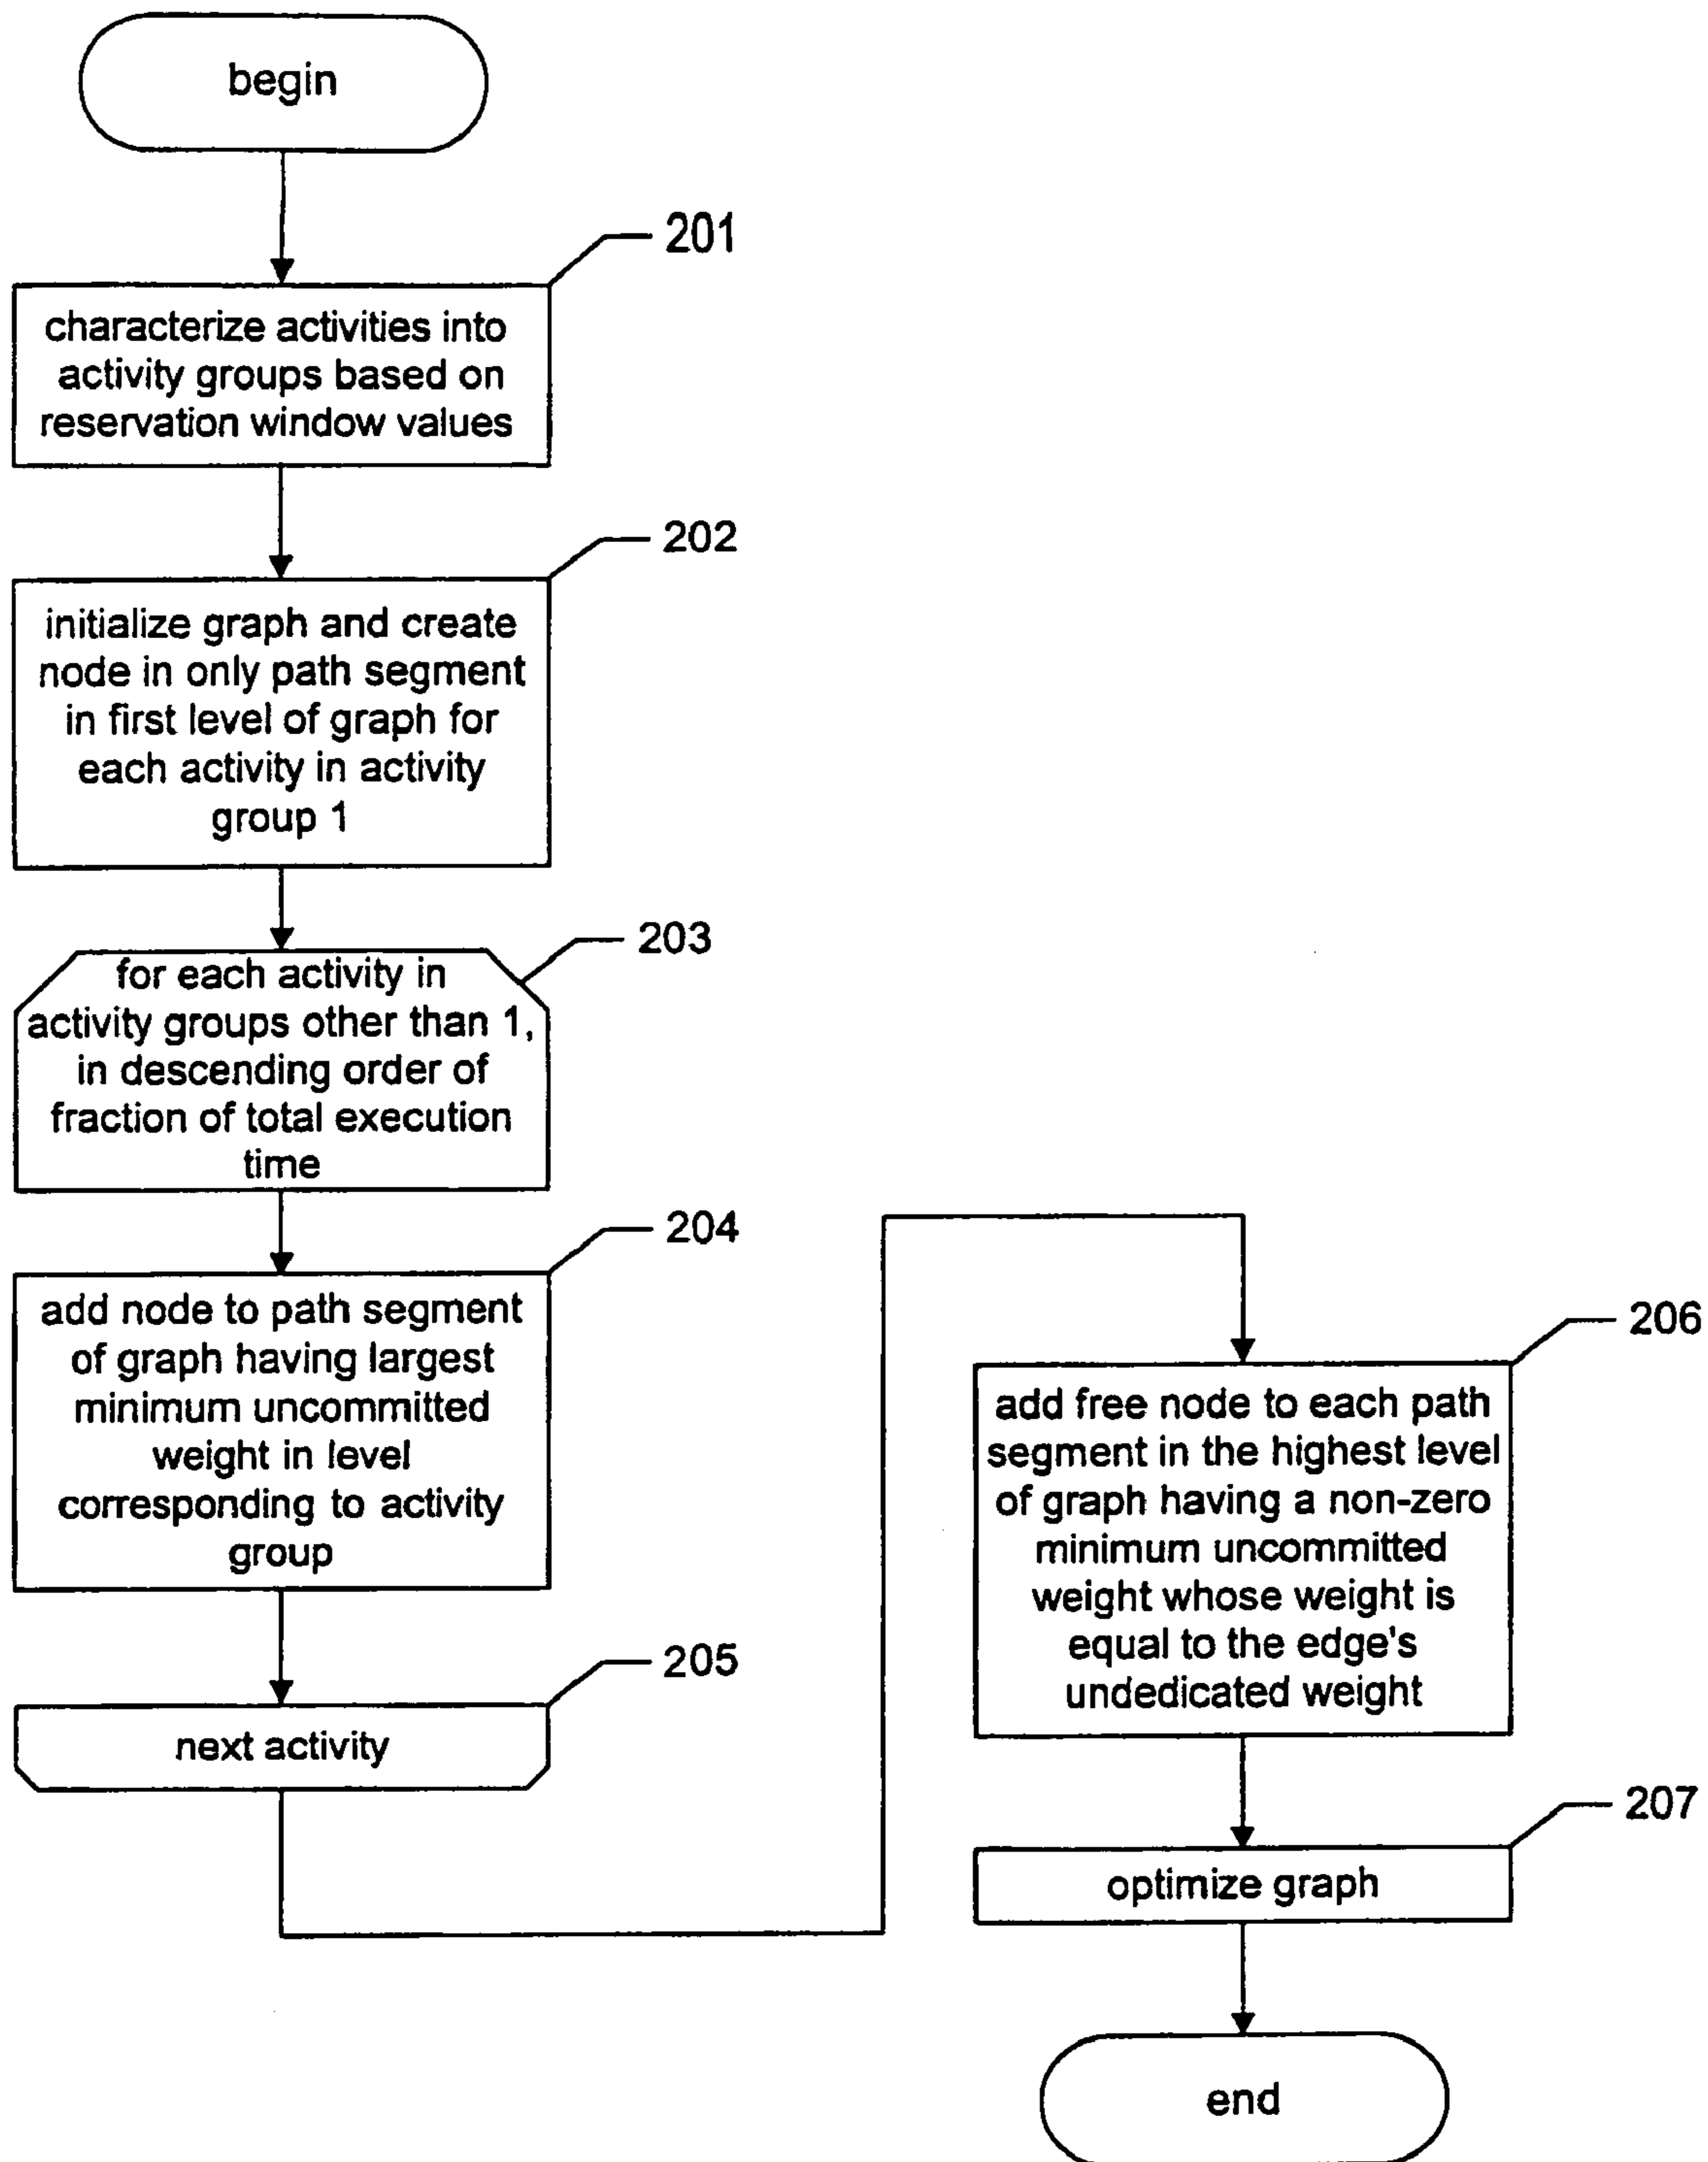 begin
201
characterize activities into
activity groups based on
reservation window values
202
initialize graph and create
node in only path segment
in first level of graph for
each activity in activity
group 1
203
for each activity in
activity groups other than 1,
in descending order of
fraction of total execution
time
204
add node to path segment
of graph having largest
minimum uncommitted
weight in level
corresponding to activity
group
205
next activity
206
add free node to each path
segment in the highest level
of graph having a non-zero
minimum uncommitted
weight whose weight is
equal to the edge's
undedicated weight
207
optimize graph
end